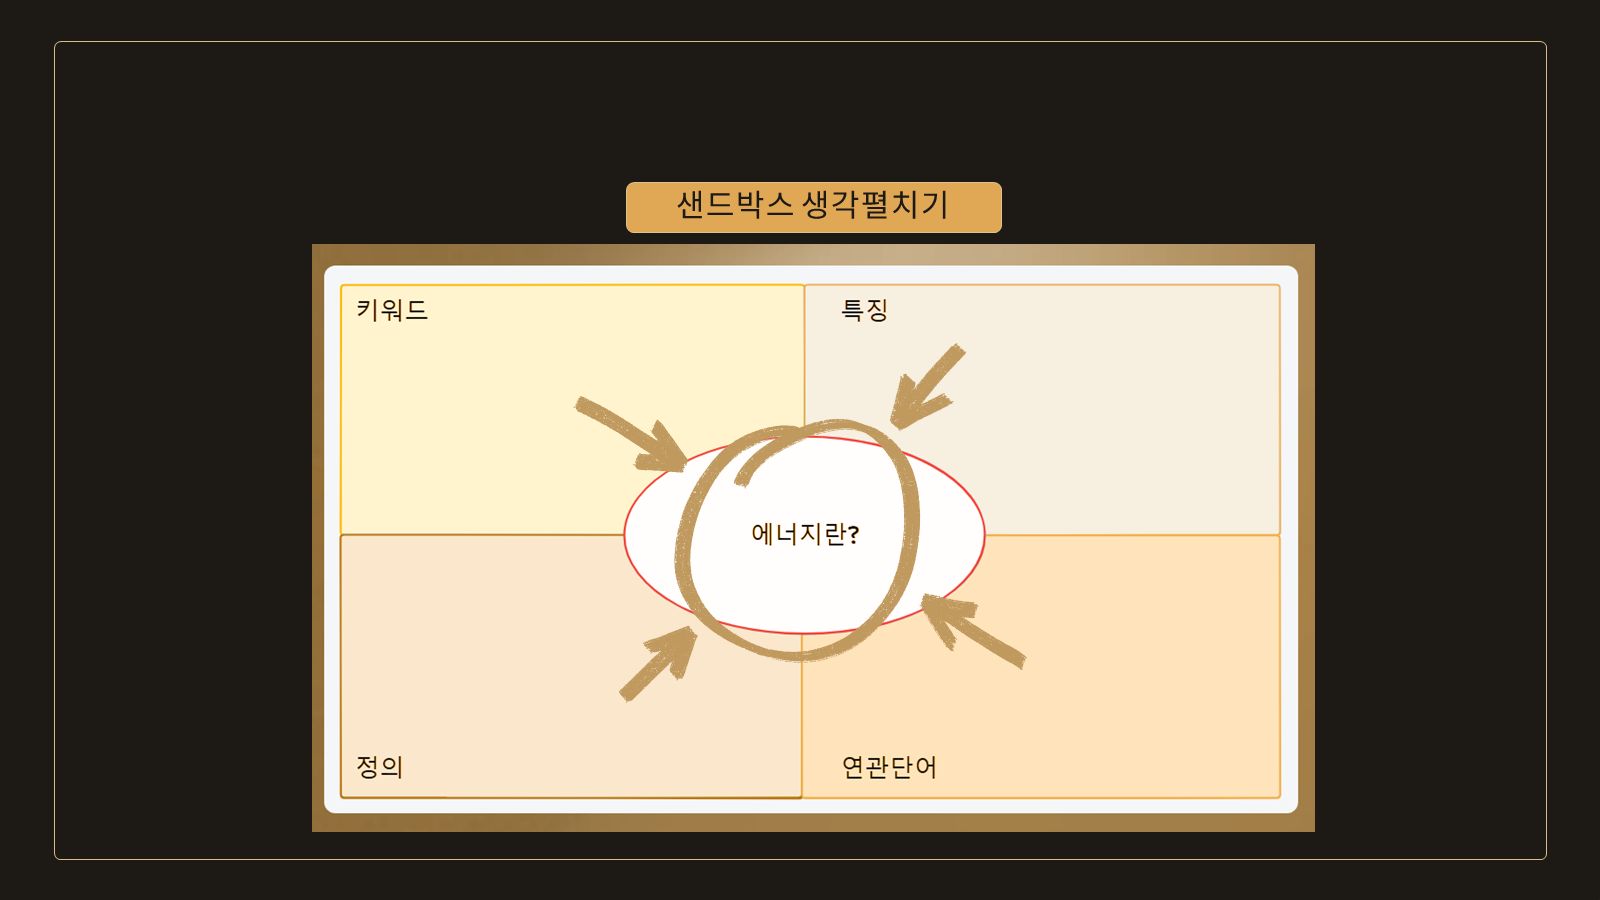 샌드박스 생각펼치기
키워드
특징
에너지란?
정의
연관단어